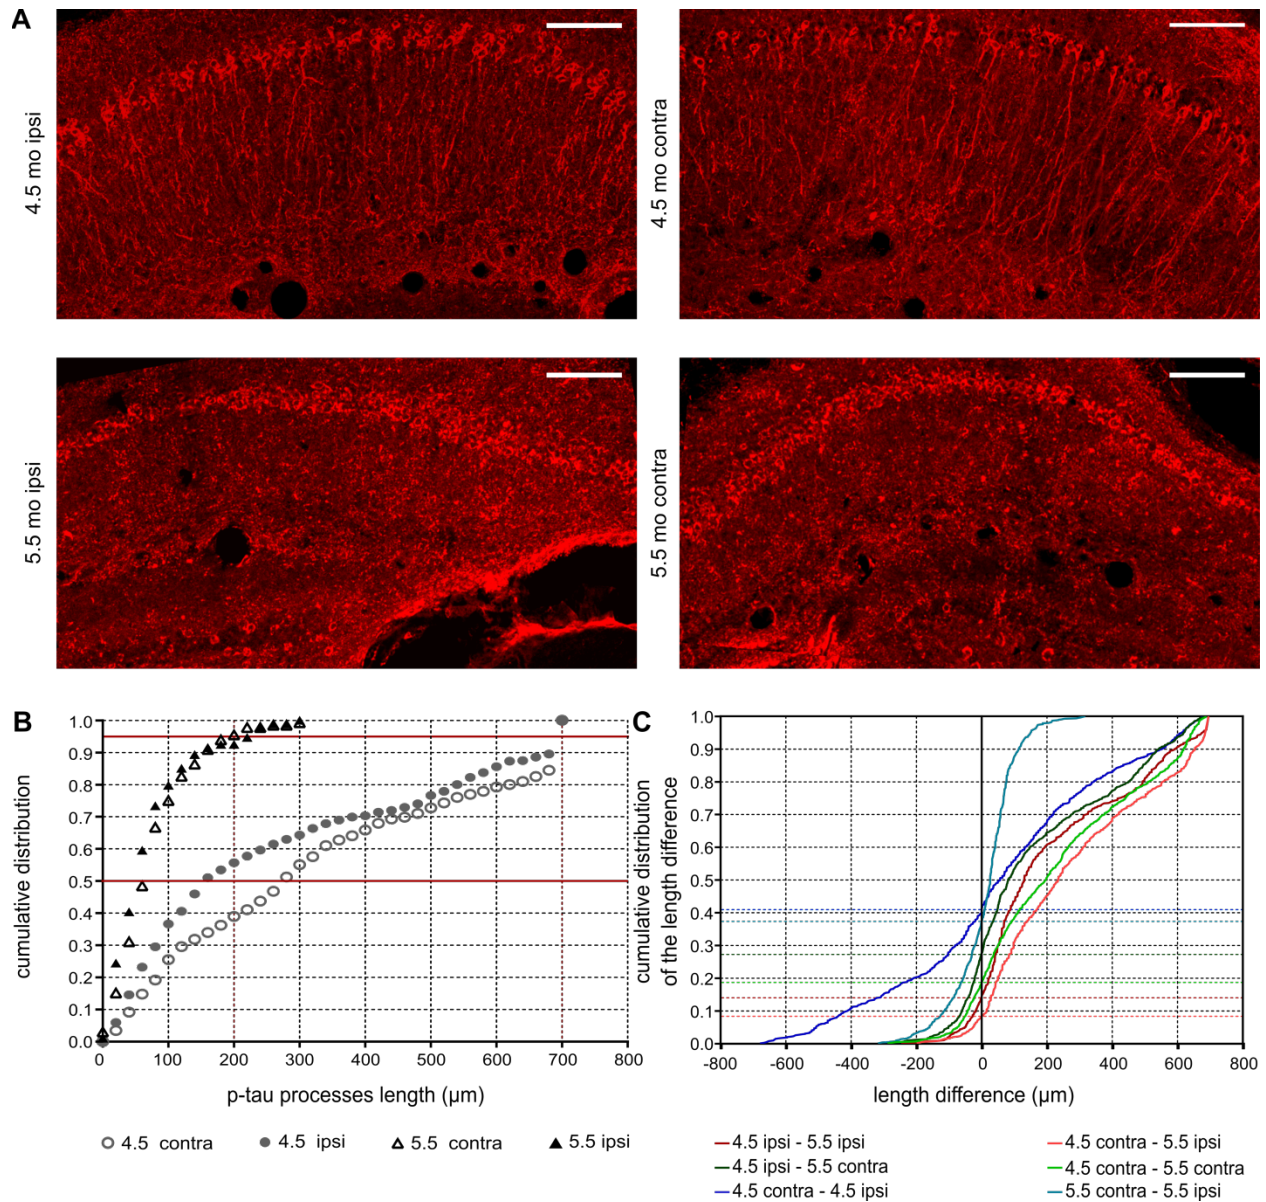 A
4.5 mo ipsi
4.5 mo contra
5.5 mo ipsi
5.5 mo contra
B
1.0
0.9
0.8
0.7
0.6
0.5
0.4
0.3
0.2
0.1
0.0
cumulative distribution
0 100 200 300 400 500 600 700 800
p-tau processes length (µm)
4.5 contra 4.5 ipsi 5.5 contra 5.5 ipsi
C
1.0
0.9
0.8
0.7
0.6
0.5
0.4
0.3
0.2
0.1
0.0
cumulative distribution
of the length difference
-800 -600 -400 -200 0 200 400 600 800
length difference (µm)
4.5 ipsi - 5.5 ipsi
4.5 ipsi - 5.5 contra
4.5 contra - 4.5 ipsi
4.5 contra - 5.5 ipsi
4.5 contra - 5.5 contra
5.5 contra - 5.5 ipsi